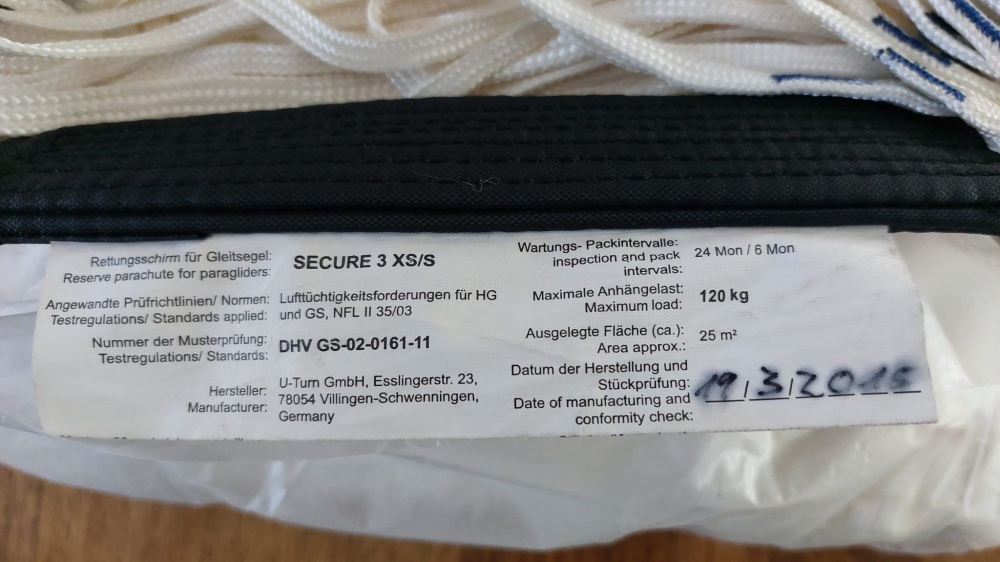 Rettungsschirm für Gleitsegel:
Reserve parachute for paragliders:
SECURE 3 XS/S
Angewandte Prüfrichtlinien/ Normen:
Testregulations/ Standards applied:
Lufttüchtigkeitsforderungen für HG
und GS, NFL II 35/03
Nummer der Musterprüfung:
Testregulations/ Standards:
DHV GS-02-0161-11
Hersteller:
Manufacturer:
U-Turn GmbH, Esslingerstr. 23,
78054 Villingen-Schwenningen,
Germany
Wartungs- Packintervalle:
inspection and pack
intervals:
24 Mon / 6 Mon
Maximale Anhängelast:
Maximum load:
120 kg
Ausgelegte Fläche (ca.):
Area approx.:
25 m²
Datum der Herstellung und
Stückprüfung:
Date of manufacturing and
conformity check:
19/3/2015